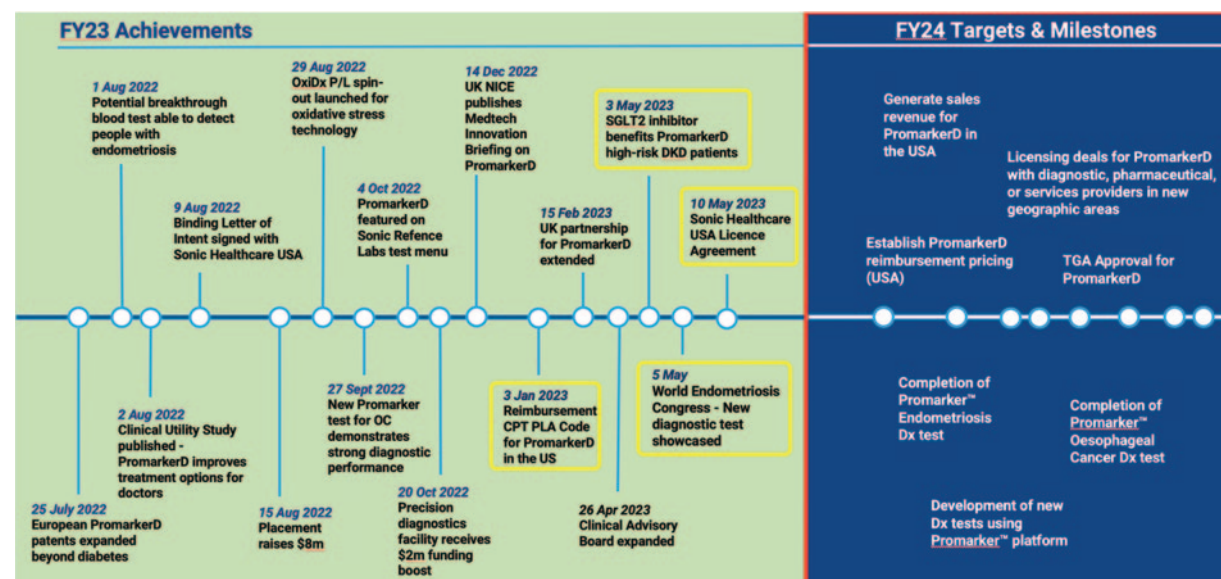 FY23 Achievements
1 Aug 2022
Potential breakthrough
blood test able to detect
people with
endometriosis
9 Aug 2022
Binding Letter of
Intent signed with
Sonic Healthcare USA
29 Aug 2022
OxiDx P/L spin-
out launched for
oxidative stress
technology
4 Oct 2022
PromarkerD
featured on
Sonic Refence
Labs test menu
14 Dec 2022
UK NICE
publishes
Medtech
Innovation
Briefing on
PromarkerD
15 Feb 2023
UK partnership
for PromarkerD
extended
3 May 2023
SGLT2 inhibitor
benefits PromarkerD
high-risk DKD patients
10 May 2023
Sonic Healthcare
USA Licence
Agreement
25 July 2022
European PromarkerD
patents expanded
beyond diabetes
2 Aug 2022
Clinical Utility Study
published -
PromarkerD improves
treatment options for
doctors
15 Aug 2022
Placement
raises $8m
27 Sept 2022
New Promarker
test for OC
demonstrates
strong diagnostic
performance
20 Oct 2022
Precision
diagnostics
facility receives
$2m funding
boost
3 Jan 2023
Reimbursement
CPT PLA Code
for PromarkerD
in the US
26 Apr 2023
Clinical Advisory
Board expanded
5 May
World Endometriosis
Congress - New
diagnostic test
showcased
FY24 Targets & Milestones
Generate sales
revenue for
PromarkerD in
the USA
Licensing deals for PromarkerD
with diagnostic, pharmaceutical,
or services providers in new
geographic areas
Establish PromarkerD
reimbursement pricing
(USA)
TGA Approval for
PromarkerD
Completion of
Promarker™
Endometriosis
Dx test
Completion of
Promarker™
Oesophageal
Cancer Dx test
Development of new
Dx tests using
Promarker™ platform